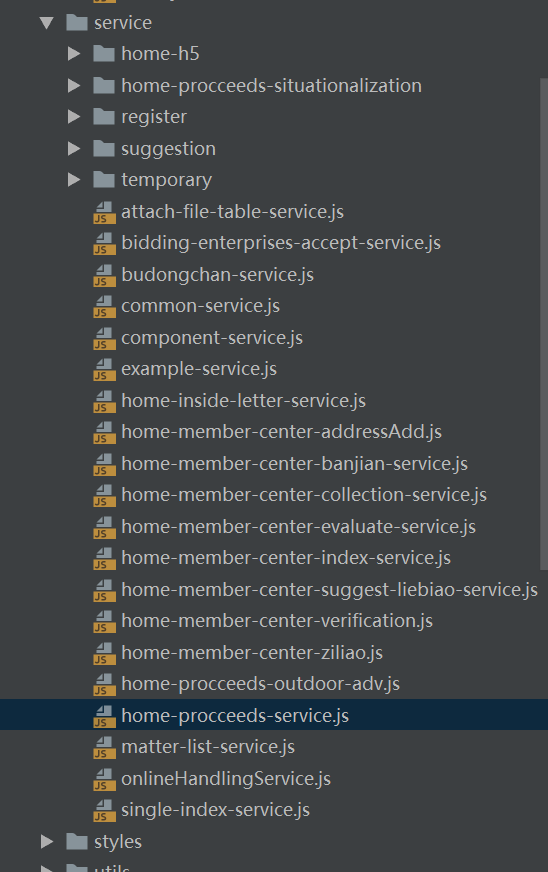 service
home-h5
home-procceeds-situationalization
register
suggestion
temporary
attach-file-table-service.js
bidding-enterprises-accept-service.js
budongchan-service.js
common-service.js
component-service.js
example-service.js
home-inside-letter-service.js
home-member-center-addressAdd.js
home-member-center-banjian-service.js
home-member-center-collection-service.js
home-member-center-evaluate-service.js
home-member-center-index-service.js
home-member-center-suggest-liebiao-service.js
home-member-center-verification.js
home-member-center-ziliao.js
home-procceeds-outdoor-adv.js
home-procceeds-service.js
matter-list-service.js
onlineHandlingService.js
single-index-service.js
styles
utils